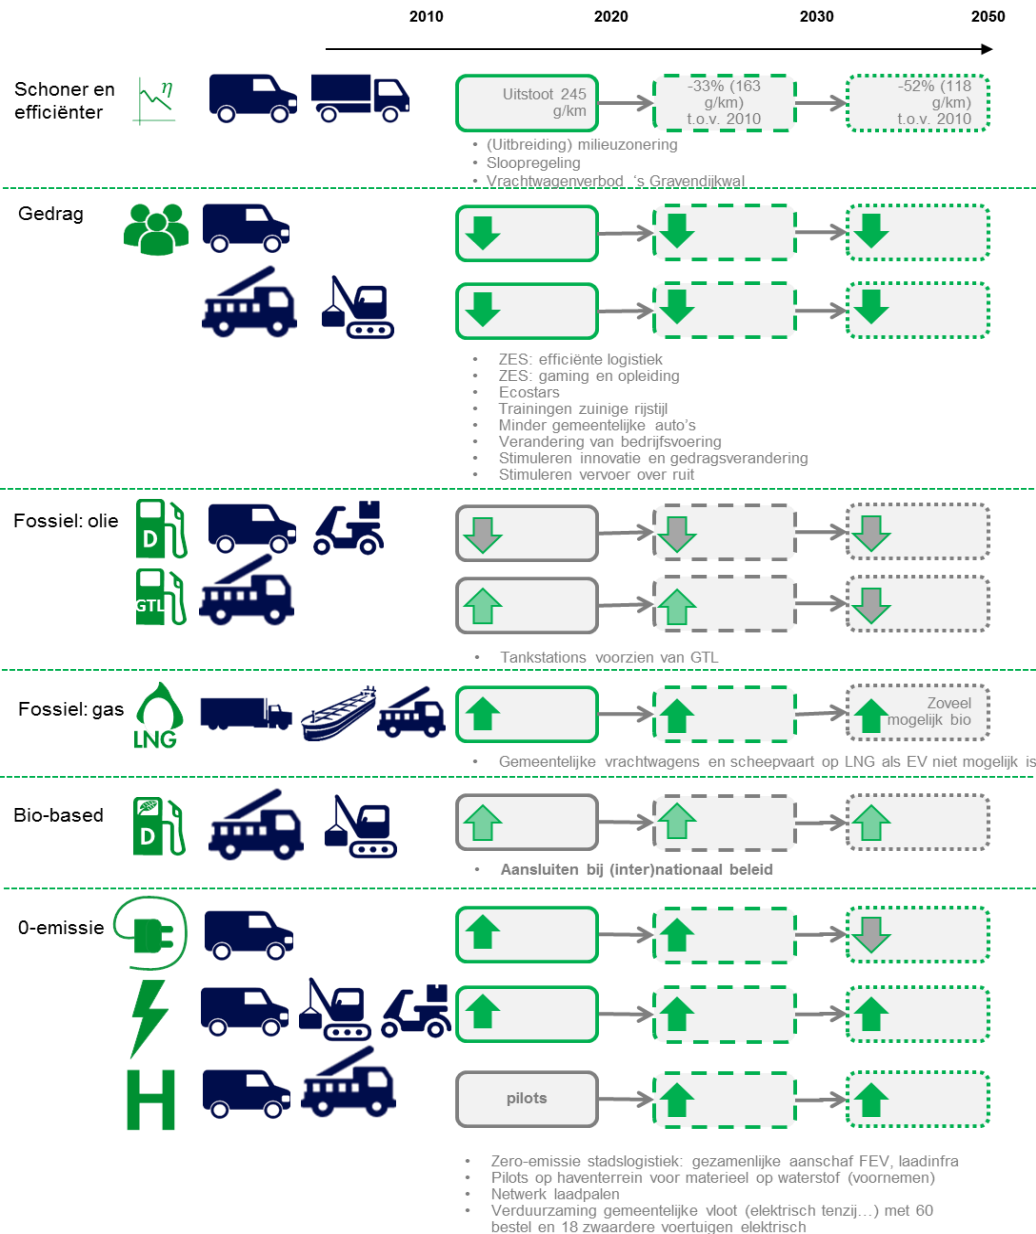 2010 2020 2030 2050
Schoner en
efficiënter
η
Uitstoot 245
g/km
-33% (163
g/km)
t.o.v. 2010
-52% (118
g/km)
t.o.v. 2010
• (Uitbreiding) milieuzonering
• Sloopregeling
• Vrachtwagenverbod 's Gravendijkwal
Gedrag
• ZES: efficiënte logistiek
• ZES: gaming en opleiding
• Ecostars
• Trainingen zuinige rijstijl
• Minder gemeentelijke auto's
• Verandering van bedrijfsvoering
• Stimuleren innovatie en gedragsverandering
• Stimuleren vervoer over ruit
Fossiel: olie
D
GTL
• Tankstations voorzien van GTL
Fossiel: gas
LNG
Zoveel
mogelijk bio
• Gemeentelijke vrachtwagens en scheepvaart op LNG als EV niet mogelijk is
Bio-based
D
• Aansluiten bij (inter)nationaal beleid
0-emissie
H
pilots
• Zero-emissie stadslogistiek: gezamenlijke aanschaf FEV, laadinfra
• Pilots op haventerrein voor materieel op waterstof (voornemen)
• Netwerk laadpalen
• Verduurzaming gemeentelijke vloot (elektrisch tenzij…) met 60
bestel en 18 zwaardere voertuigen elektrisch